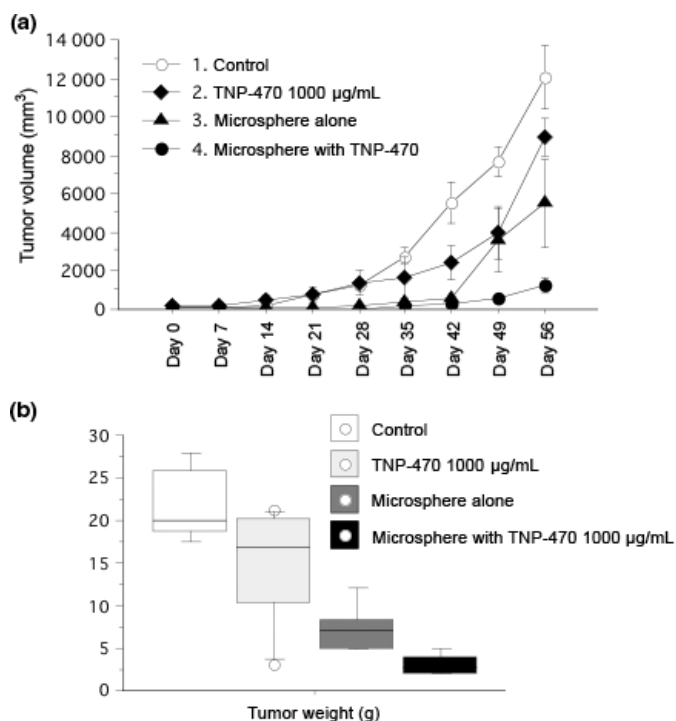 (a)
14 000
12 000
10 000
8000
6000
4000
2000
0
Tumor volume (mm³)
1. Control
2. TNP-470 1000 µg/mL
3. Microsphere alone
4. Microsphere with TNP-470
Day 0
Day 7
Day 14
Day 21
Day 28
Day 35
Day 42
Day 49
Day 56
(b)
30
25
20
15
10
5
0
Control
TNP-470 1000 µg/mL
Microsphere alone
Microsphere with TNP-470 1000 µg/mL
Tumor weight (g)